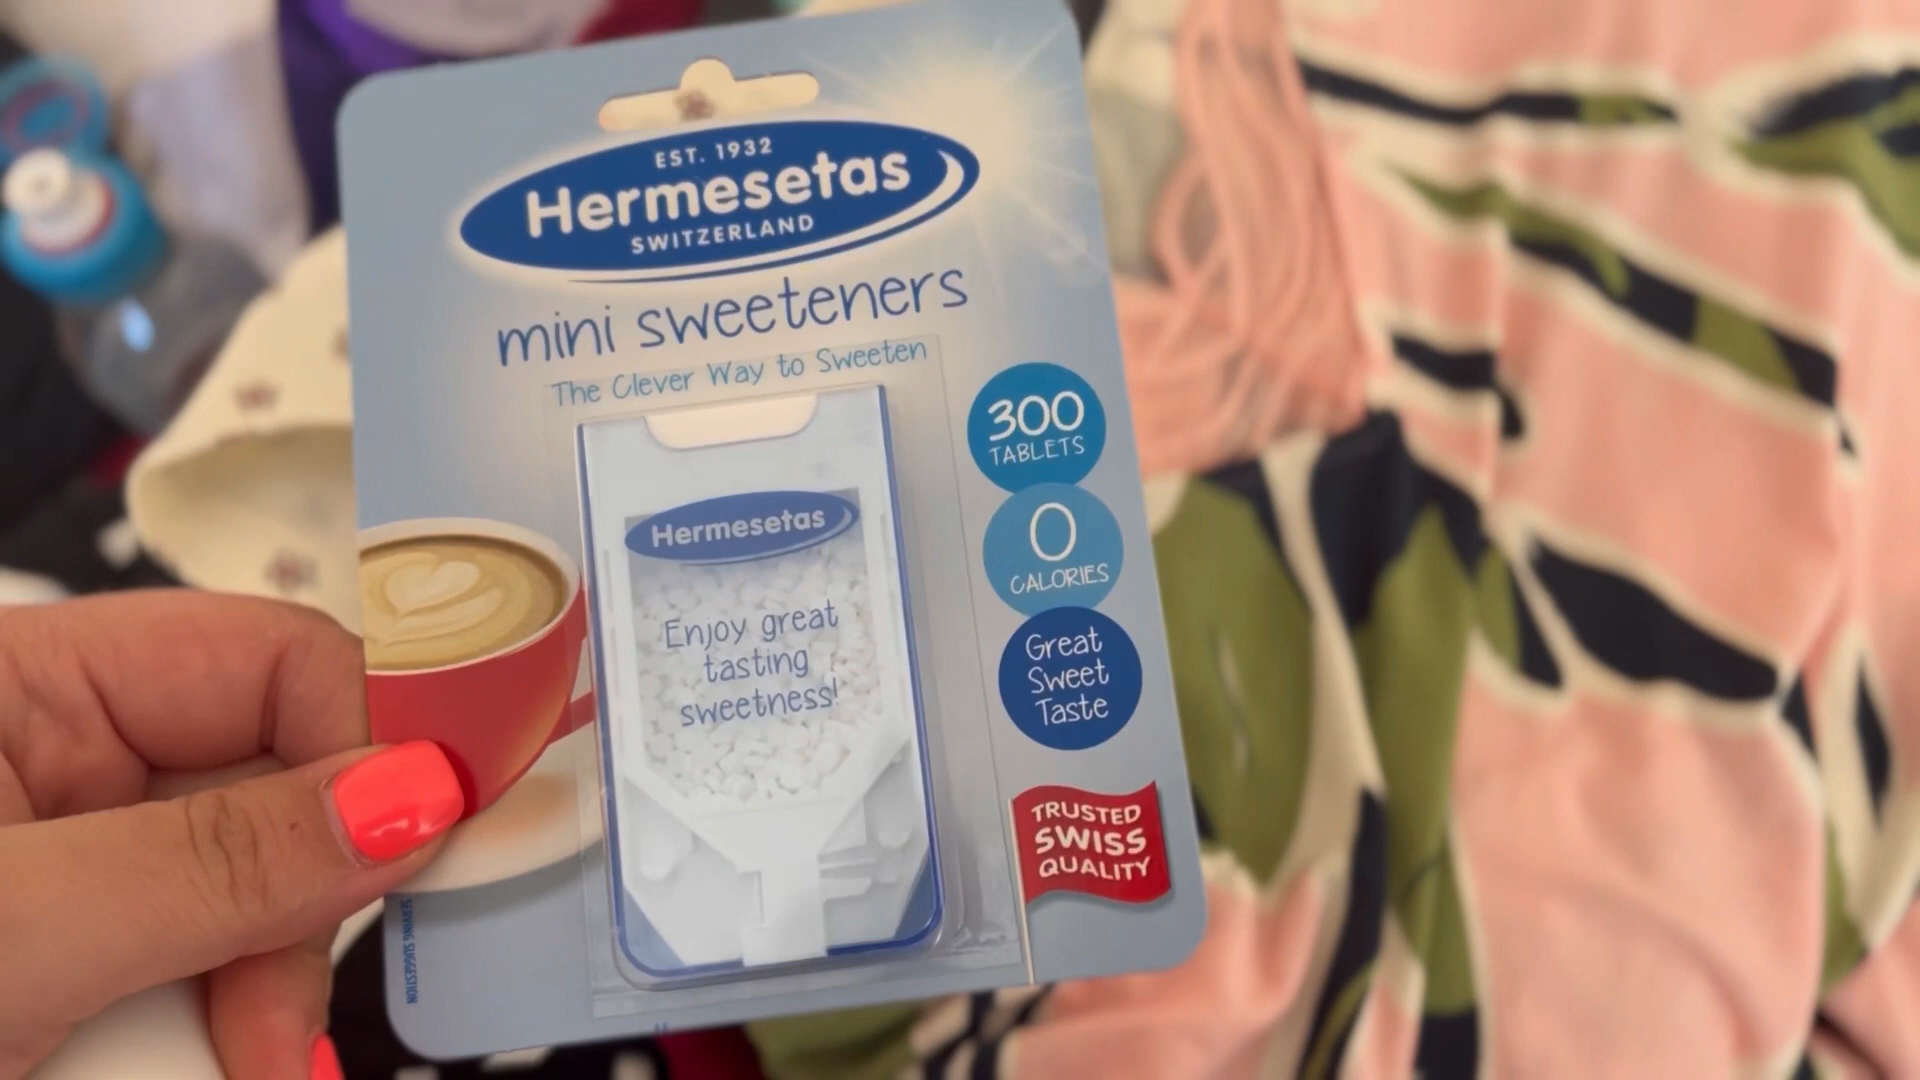 EST. 1932
Hermesetas
SWITZERLAND
mini sweeteners
The Clever Way to Sweeten
300
TABLETS
0
CALORIES
Great
Sweet
Taste
Hermesetas
Enjoy great
tasting
sweetness!
TRUSTED
SWISS
QUALITY
SERVING SUGGESTION